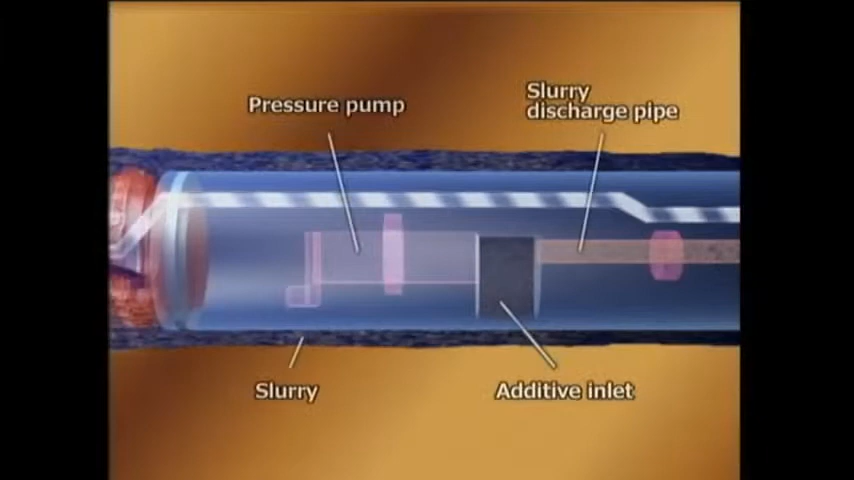 Pressure pump
Slurry
discharge pipe
Slurry
Additive inlet